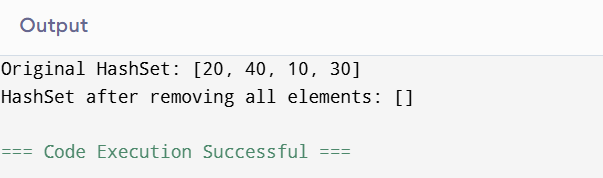 Output
Original HashSet: [20, 40, 10, 30]
HashSet after removing all elements: []
=== Code Execution Successful ===